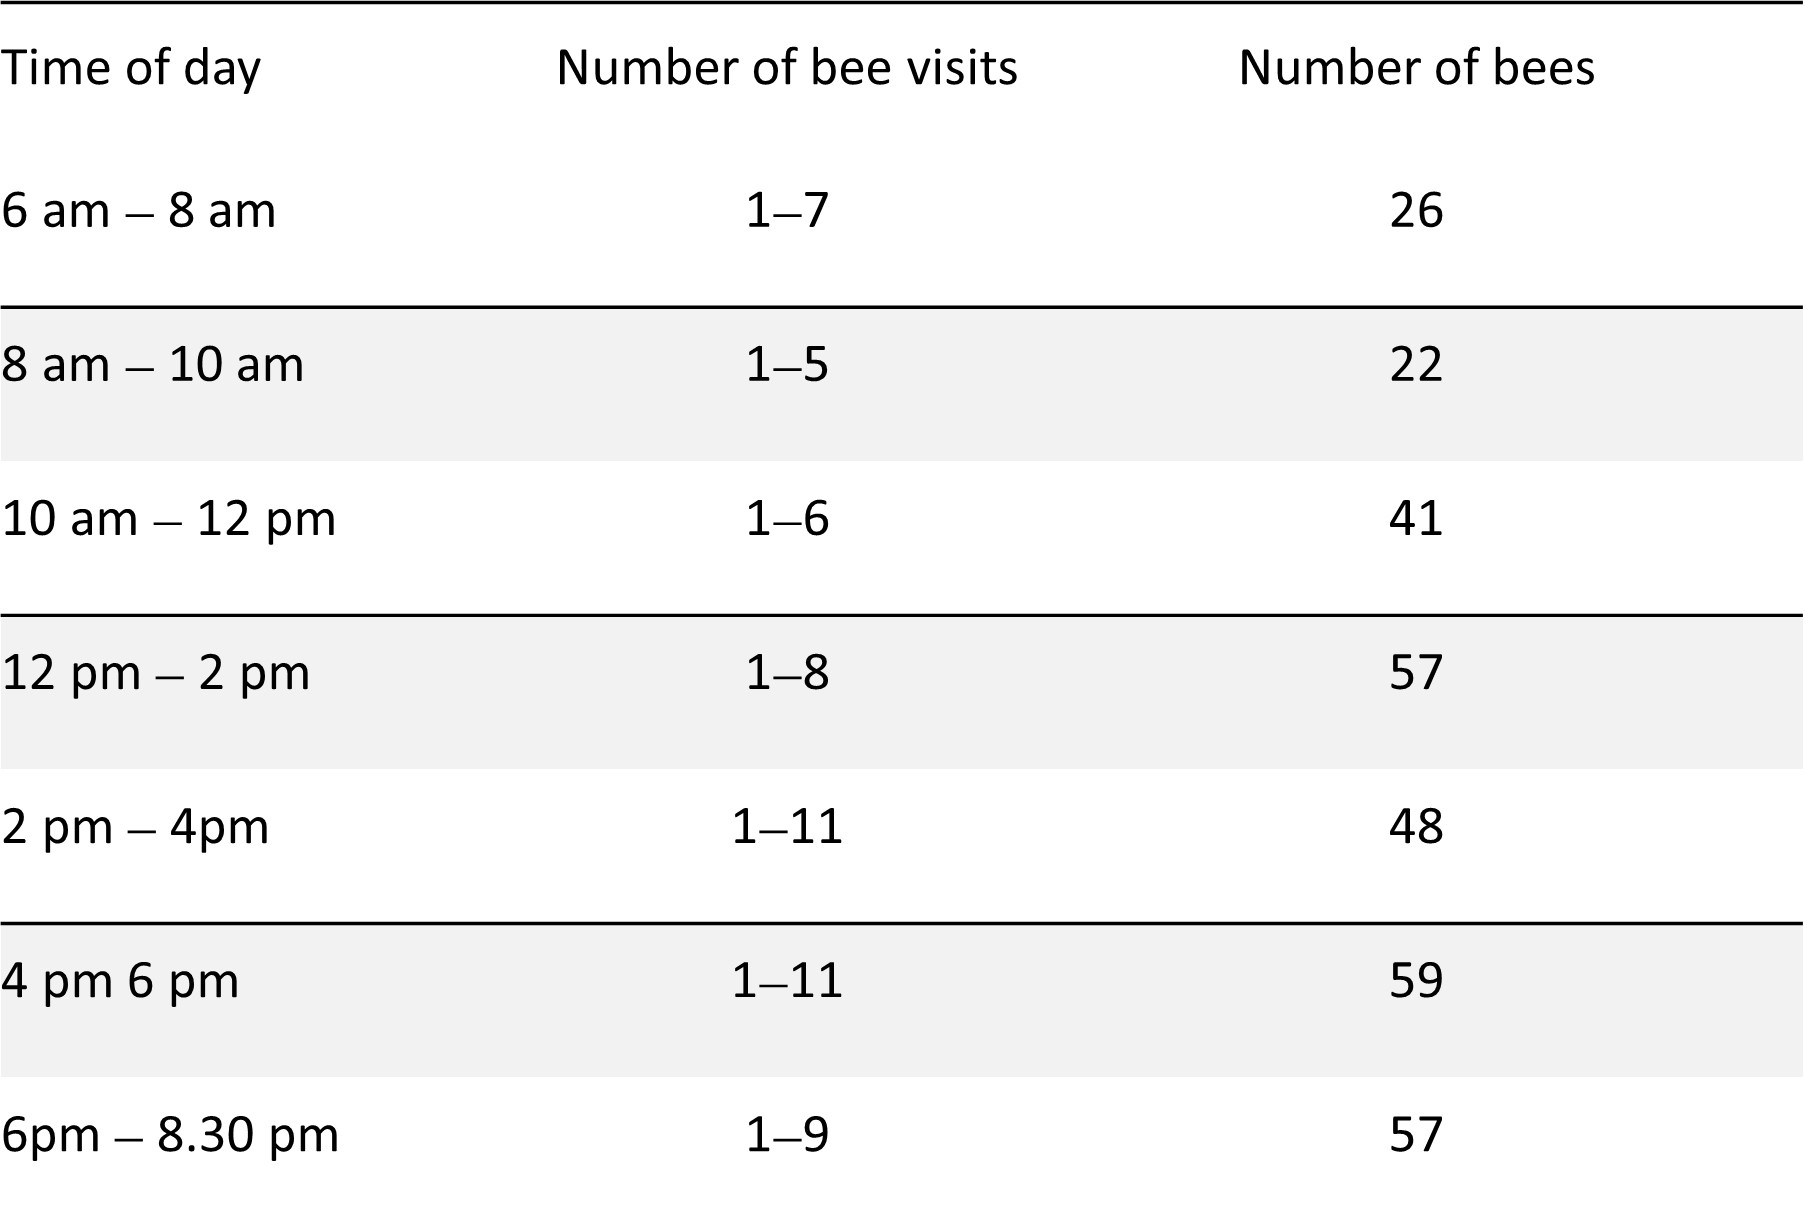 Time of day Number of bee visits Number of bees
6 am – 8 am 1–7 26
8 am – 10 am 1–5 22
10 am – 12 pm 1–6 41
12 pm – 2 pm 1–8 57
2 pm – 4pm 1–11 48
4 pm 6 pm 1–11 59
6pm – 8.30 pm 1–9 57